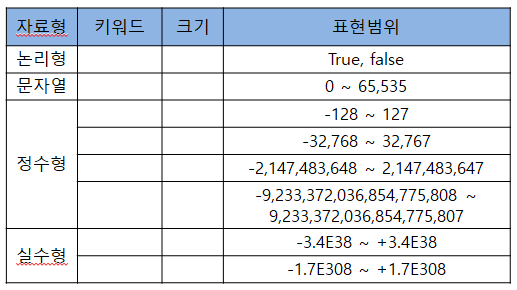 자료형 키워드 크기 표현범위
논리형 True, false
문자열 0 ~ 65,535
정수형 -128 ~ 127
-32,768 ~ 32,767
-2,147,483,648 ~ 2,147,483,647
-9,233,372,036,854,775,808 ~
9,233,372,036,854,775,807
실수형 -3.4E38 ~ +3.4E38
-1.7E308 ~ +1.7E308